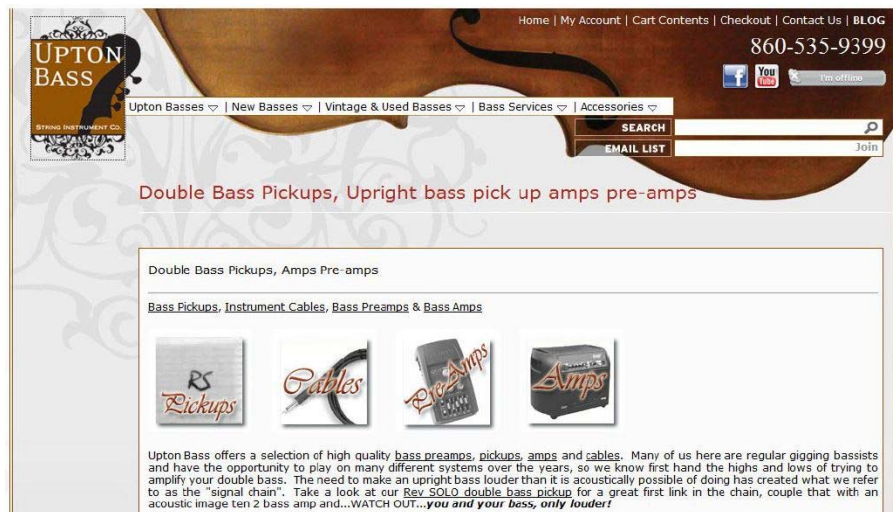 Home | My Account | Cart Contents | Checkout | Contact Us | BLOG
860-535-9399
UPTON
BASS
STRING INSTRUMENT CO.
f
You
Tube
I'm offline
Upton Basses | New Basses | Vintage & Used Basses | Bass Services | Accessories
SEARCH
EMAIL LIST Join
Double Bass Pickups, Upright bass pick up amps pre-amps
Double Bass Pickups, Amps Pre-amps
Bass Pickups, Instrument Cables, Bass Preamps & Bass Amps
RS
Pickups
Cables
PreAmps
Amps
Upton Bass offers a selection of high quality bass preamps, pickups, amps and cables. Many of us here are regular gigging bassists
and have the opportunity to play on many different systems over the years, so we know first hand the highs and lows of trying to
amplify your double bass. The need to make an upright bass louder than it is acoustically possible of doing has created what we refer
to as the "signal chain". Take a look at our Rev SOLO double bass pickup for a great first link in the chain, couple that with an
acoustic image ten 2 bass amp and...WATCH OUT...you and your bass, only louder!